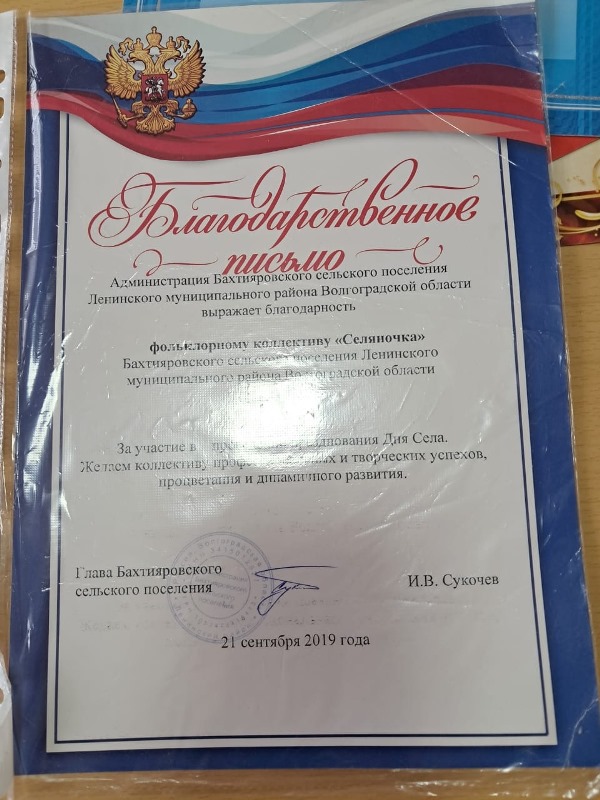 Благодарственное
письмо
Администрация Бахтияровского сельского поселения
Ленинского муниципального района Волгоградской области
выражает благодарность
фольклорному коллективу «Селяночка»
Бахтияровского сельского поселения Ленинского
муниципального района Волгоградской области
За участие в празднования Дня Села.
Желаем коллективу профессиональных и творческих успехов,
процветания и динамичного развития.
Глава Бахтияровского
сельского поселения
И.В. Сукочев
21 сентября 2019 года